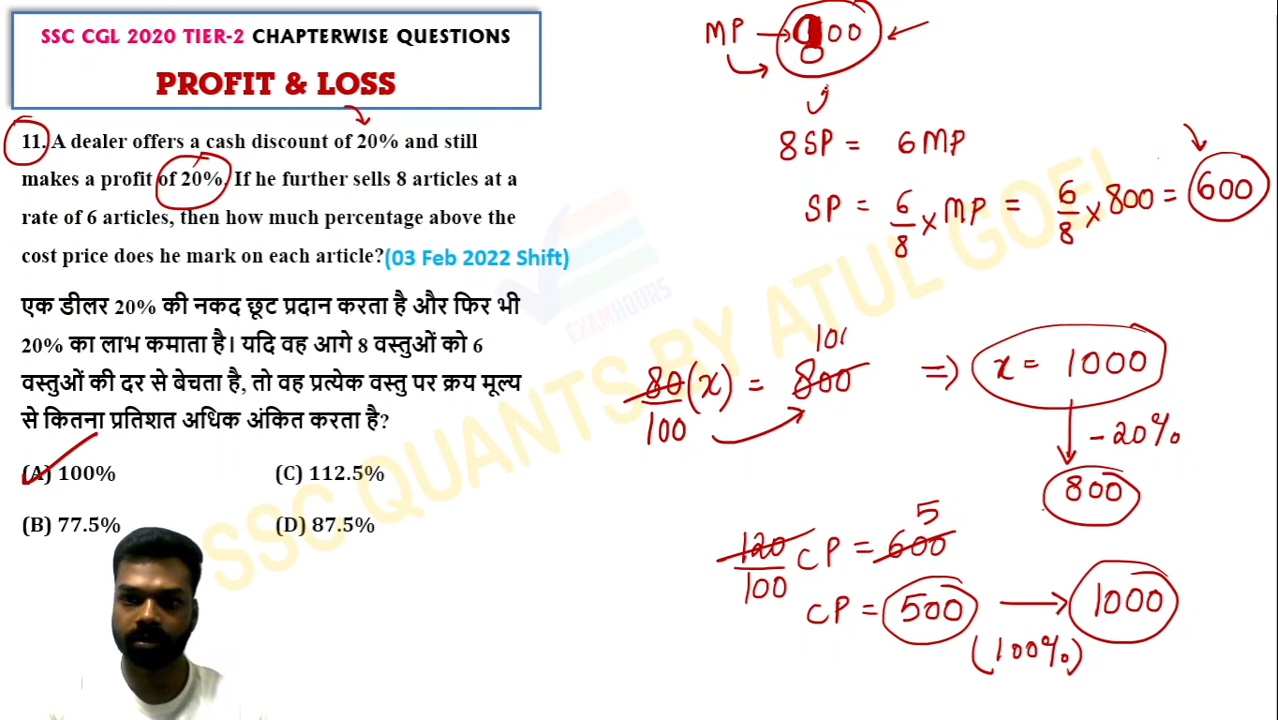 SSC CGL 2020 TIER-2 CHAPTERWISE QUESTIONS
PROFIT & LOSS
11. A dealer offers a cash discount of 20% and still
makes a profit of 20%. If he further sells 8 articles at a
rate of 6 articles, then how much percentage above the
cost price does he mark on each article?(03 Feb 2022 Shift)
एक डीलर 20% की नकद छूट प्रदान करता है और फिर भी
20% का लाभ कमाता है। यदि वह आगे 8 वस्तुओं को 6
वस्तुओं की दर से बेचता है, तो वह प्रत्येक वस्तु पर क्रय मूल्य
से कितना प्रतिशत अधिक अंकित करता है?
(A) 100% (C) 112.5%
(B) 77.5% (D) 87.5%
MP → 800
8SP = 6MP
SP = 6/8 × MP = 6/8 × 800 = 600
80/100 (x) = 800 100 ⇒ x = 1000
-20%
800
120/100 CP = 600 5
CP = 500 → 1000
(100%)
SSC QUANTS BY ATUL GOEL
EXAMHOURS